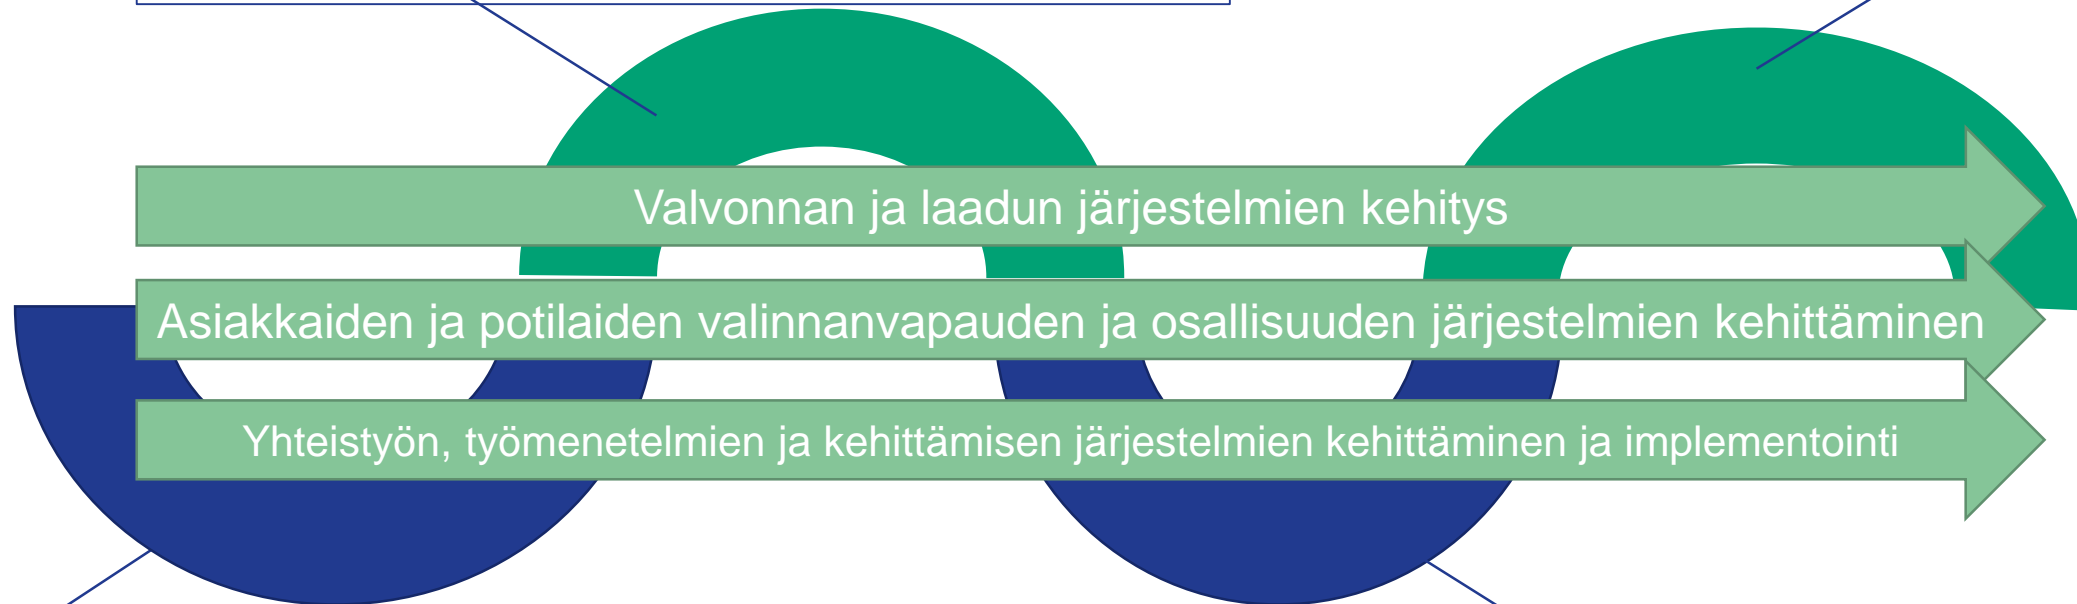 Valvonnan ja laadun järjestelmien kehitys
Asiakkaiden ja potilaiden valinnanvapauden ja osallisuuden järjestelmien kehittäminen
Yhteistyön, työmenetelmien ja kehittämisen järjestelmien kehittäminen ja implementointi